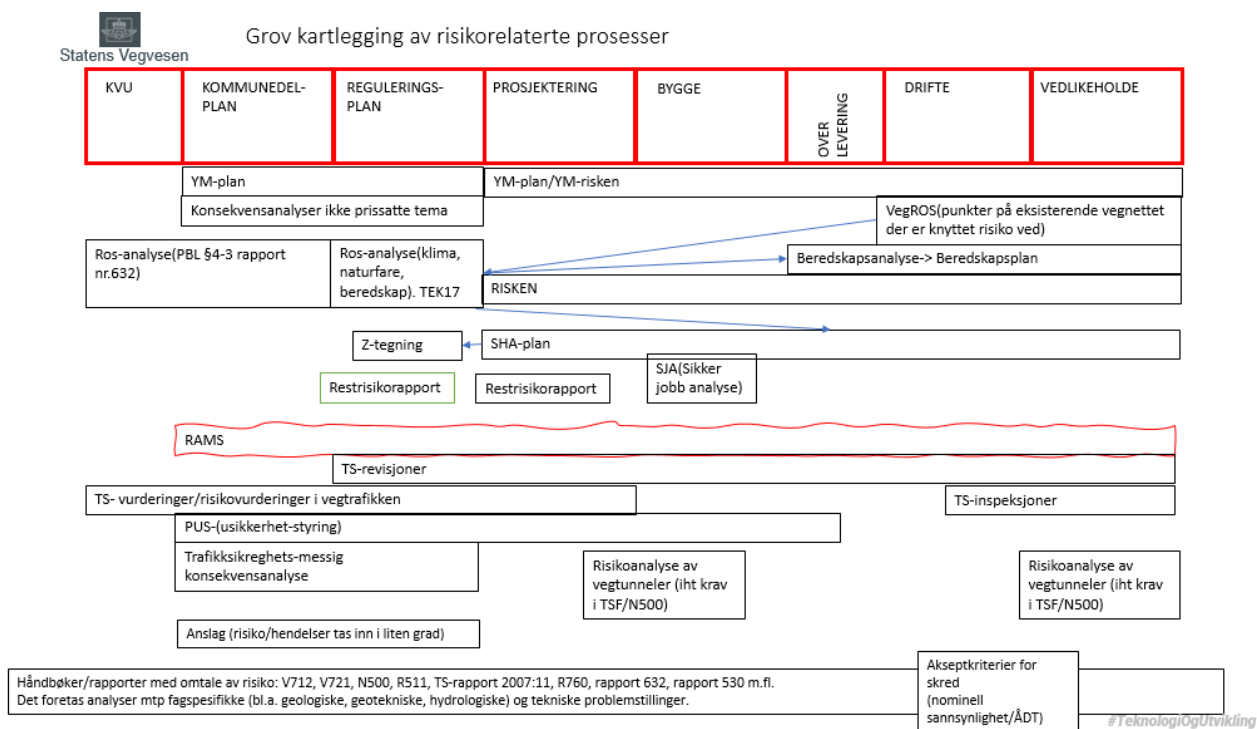 Grov kartlegging av risikorelaterte prosesser
Statens Vegvesen
KVU
KOMMUNEDEL-
PLAN
REGULERINGS-
PLAN
PROSJEKTERING
BYGGE
OVER
LEVERING
DRIFTE
VEDLIKEHOLDE
YM-plan
YM-plan/YM-risken
Konsekvensanalyser ikke prissatte tema
VegROS(punkter på eksisterende vegnettet
der er knyttet risiko ved)
Ros-analyse(PBL §4-3 rapport
nr.632)
Ros-analyse(klima,
naturfare,
beredskap). TEK17
Beredskapsanalyse-> Beredskapsplan
RISKEN
Z-tegning
SHA-plan
SJA(Sikker
jobb analyse)
Restrisikorapport
Restrisikorapport
RAMS
TS-revisjoner
TS- vurderinger/risikovurderinger i vegtrafikken
TS-inspeksjoner
PUS-(usikkerhet-styring)
Trafikksikreghets-messig
konsekvensanalyse
Risikoanalyse av
vegtunneler (iht krav
i TSF/N500)
Risikoanalyse av
vegtunneler (iht krav
i TSF/N500)
Anslag (risiko/hendelser tas inn i liten grad)
Håndbøker/rapporter med omtale av risiko: V712, V721, N500, R511, TS-rapport 2007:11, R760, rapport 632, rapport 530 m.fl.
Det foretas analyser mtp fagspesifikke (bl.a. geologiske, geotekniske, hydrologiske) og tekniske problemstillinger.
Akseptkriterier for
skred
(nominell
sannsynlighet/ÅDT)
#TeknologiOgUtvikling